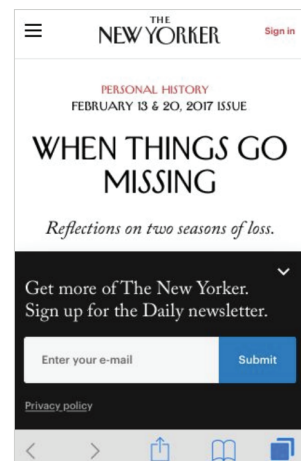 THE
NEW YORKER
Sign in
PERSONAL HISTORY
FEBRUARY 13 & 20, 2017 ISSUE
WHEN THINGS GO
MISSING
Reflections on two seasons of loss.
Get more of The New Yorker.
Sign up for the Daily newsletter.
Enter your e-mail
Submit
Privacy policy